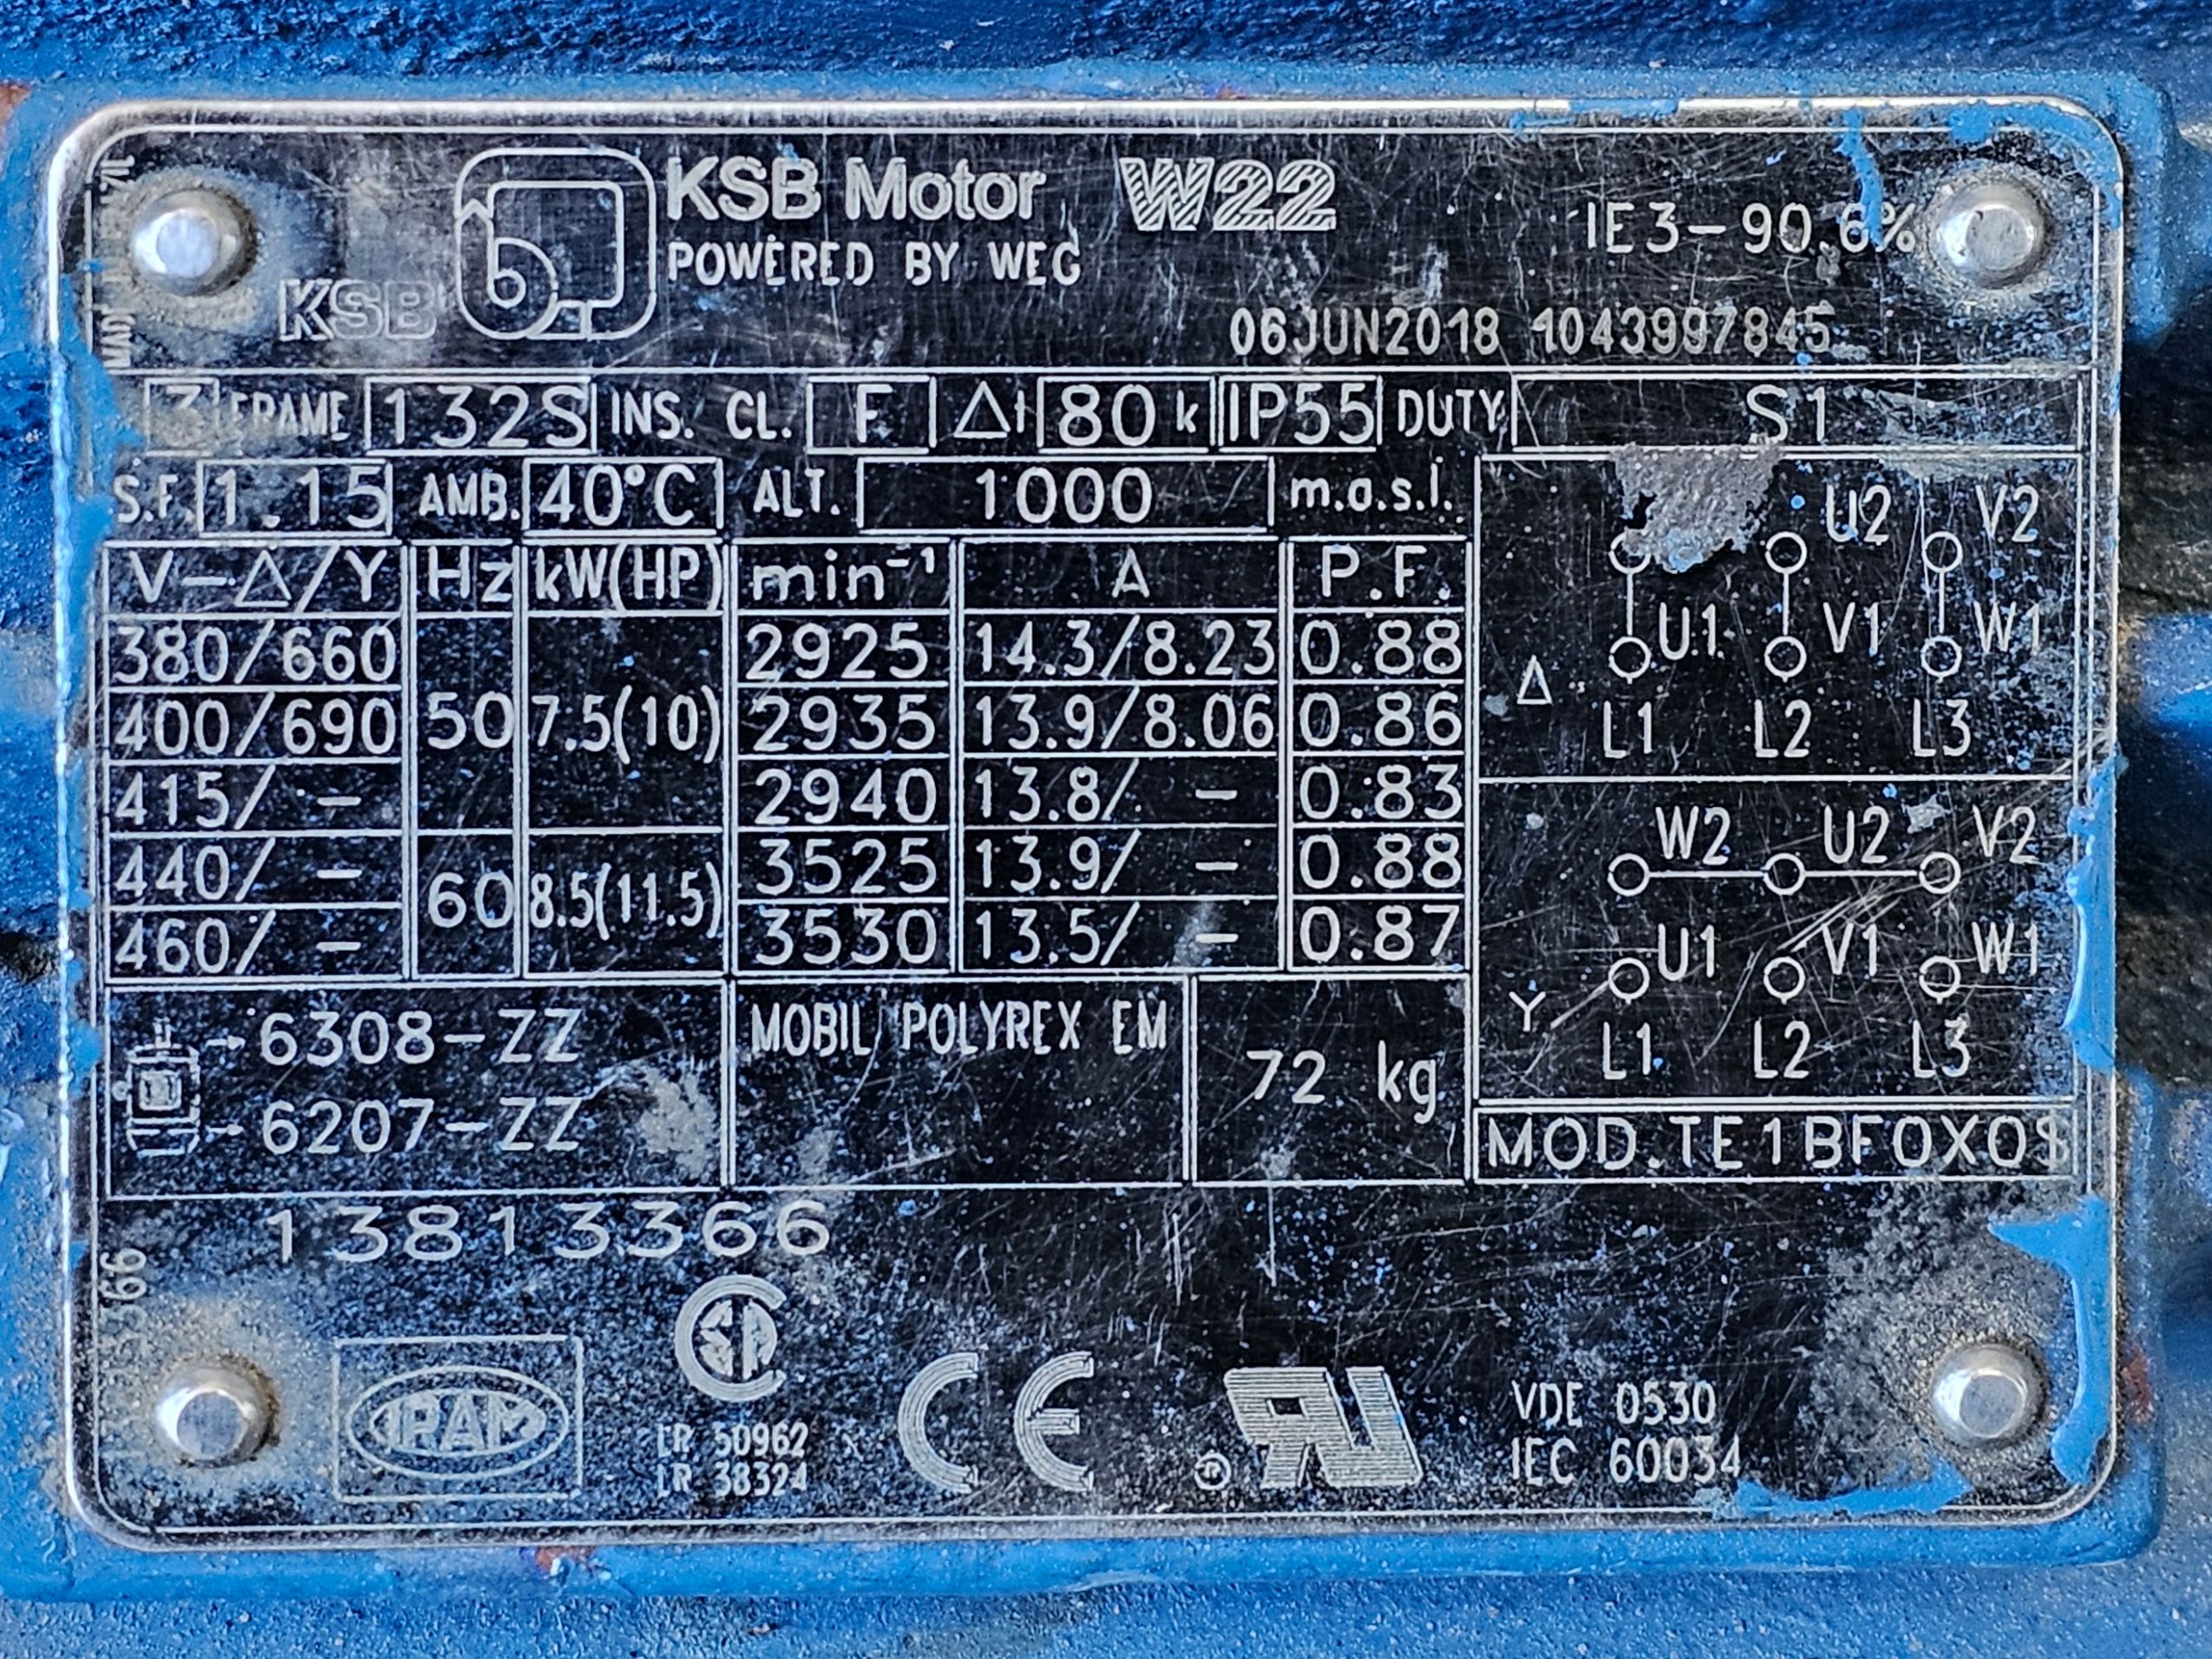 KSB
KSB Motor W22
POWERED BY WEG
IE3-90.6%
06JUN2018 1043997845
3 FRAME 132S INS. CL. F Δt 80 k IP55 DUTY S1
S.F. 1.15 AMB. 40°C ALT. 1000 m.a.s.l.
V-Δ/Y Hz kW(HP) min⁻¹ A P.F.
380/660 2925 14.3/8.23 0.88
400/690 50 7.5(10) 2935 13.9/8.06 0.86
415/ - 2940 13.8/ - 0.83
440/ - 3525 13.9/ - 0.88
60 8.5(11.5)
460/ - 3530 13.5/ - 0.87
U2 V2
Δ U1 V1 W1
L1 L2 L3
W2 U2 V2
U1 V1 W1
Y L1 L2 L3
6308-ZZ MOBIL POLYREX EM
72 kg
6207-ZZ
MOD.TE1BF0X0$
13813366
IRAM
LR 50962
LR 38324
CE
VDE 0530
IEC 60034